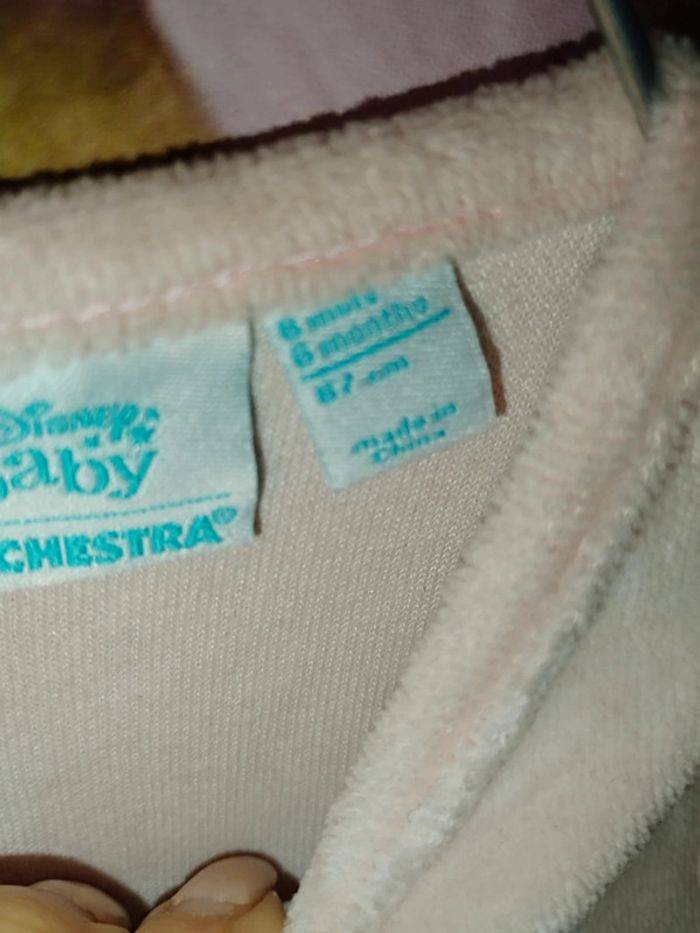 Disney
Baby
CHESTRA®
6 mois
6 months
67 cm
made in
China